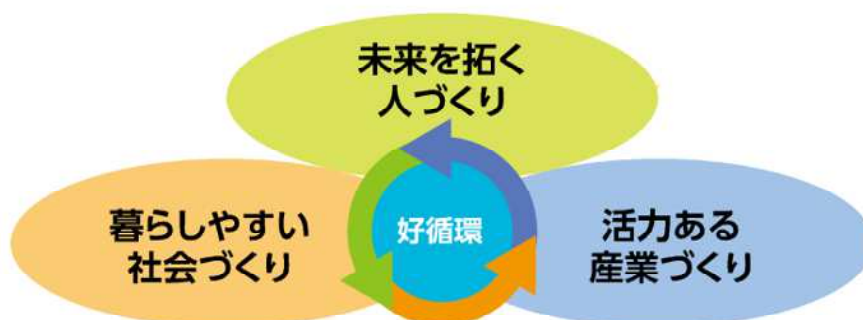 未来を拓く
人づくり
暮らしやすい
社会づくり
好循環
活力ある
産業づくり